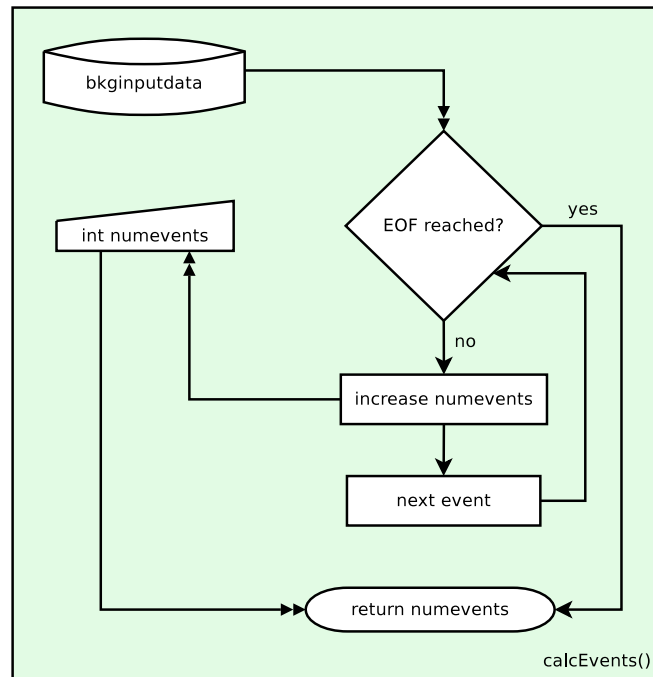 bkginputdata
EOF reached?
yes
int numevents
no
increase numevents
next event
return numevents
calcEvents()